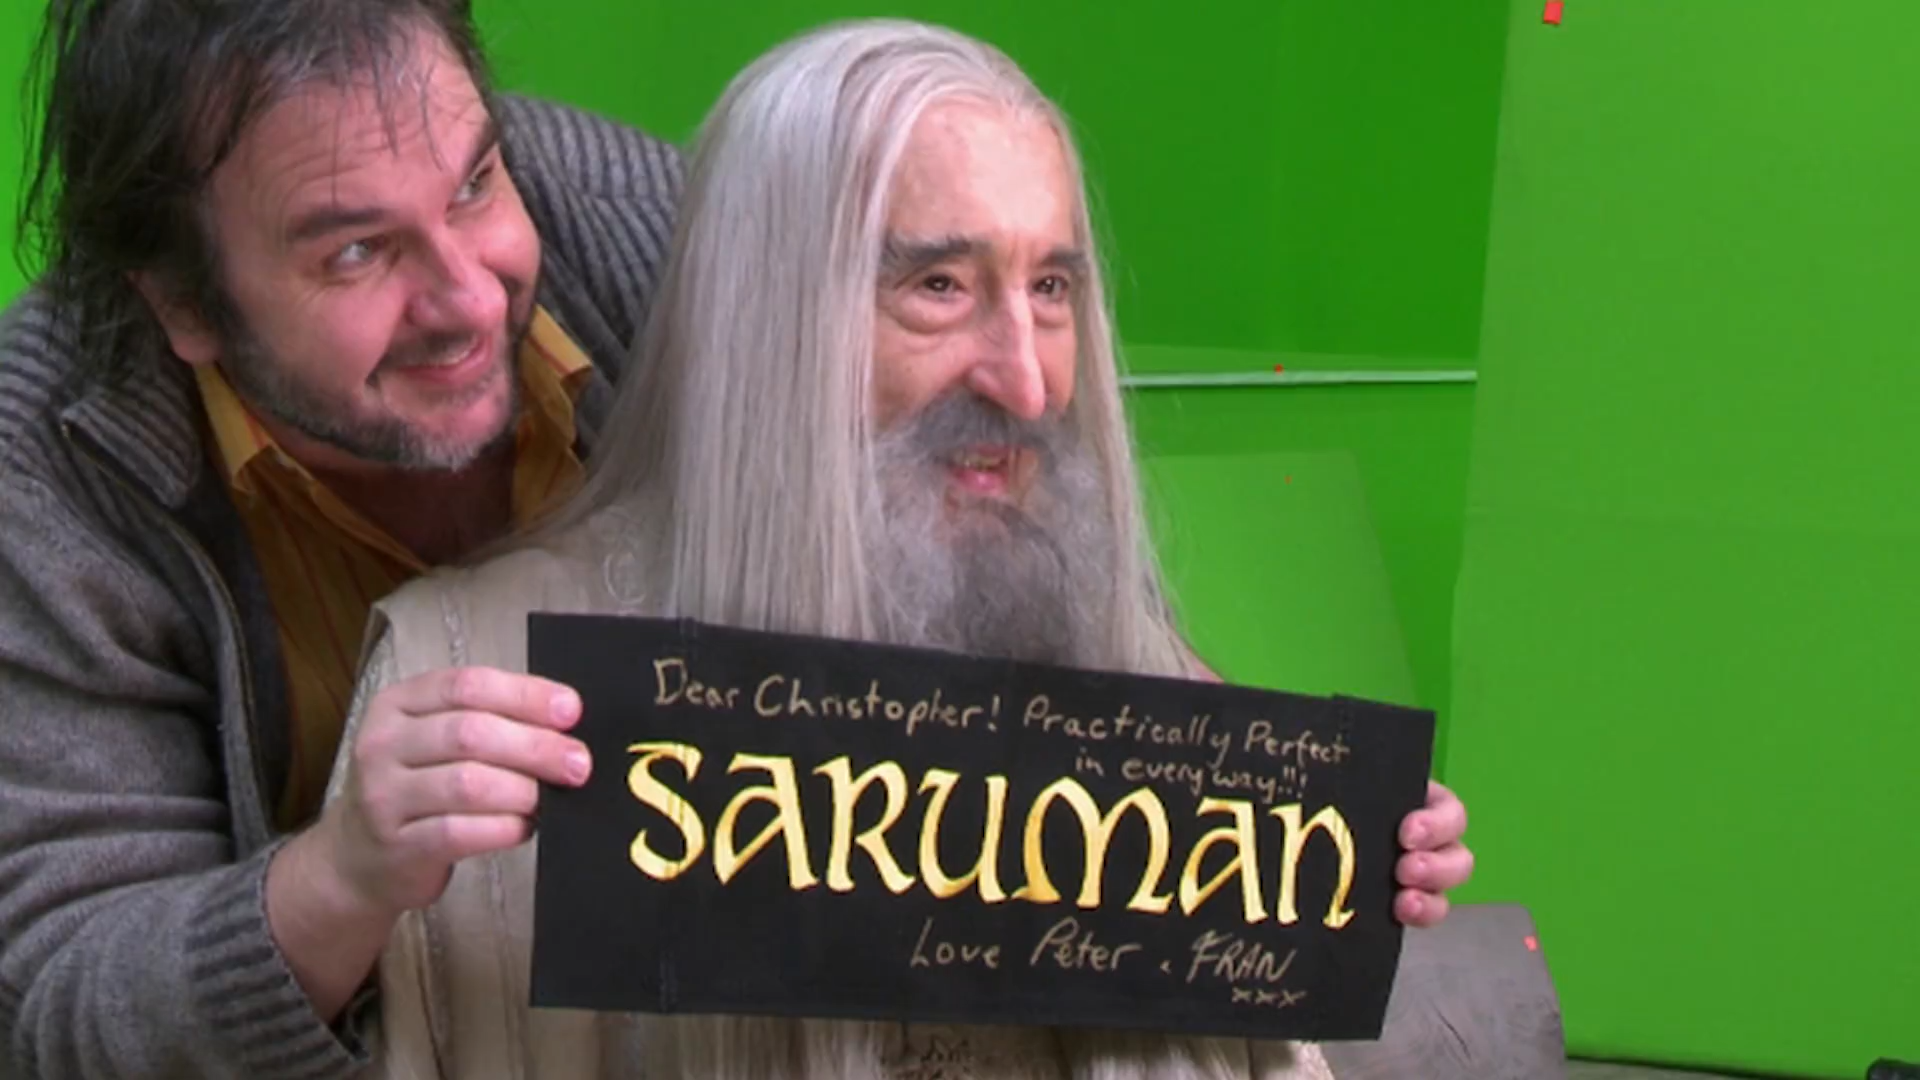 Dear Christopher! Practically Perfect
in every way!!!
SARUMAN
Love Peter . FRAN
xxx